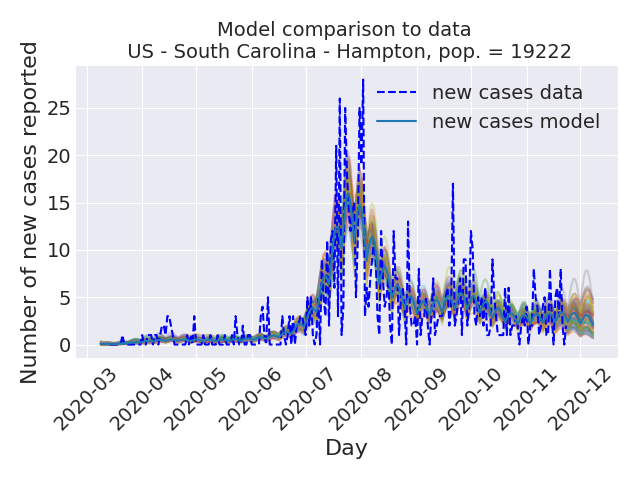 Model comparison to data
US - South Carolina - Hampton, pop. = 19222
Number of new cases reported
25
20
15
10
5
0
new cases data
new cases model
2020-03
2020-04
2020-05
2020-06
2020-07
2020-08
2020-09
2020-10
2020-11
2020-12
Day